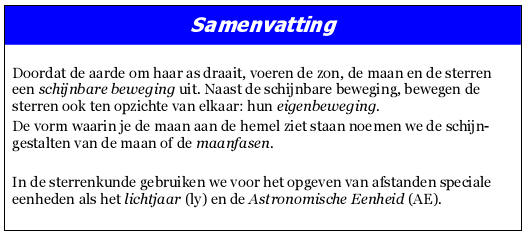 Samenvatting
Doordat de aarde om haar as draait, voeren de zon, de maan en de sterren
een schijnbare beweging uit. Naast de schijnbare beweging, bewegen de
sterren ook ten opzichte van elkaar: hun eigenbeweging.
De vorm waarin je de maan aan de hemel ziet staan noemen we de schijn-
gestalten van de maan of de maanfasen.
In de sterrenkunde gebruiken we voor het opgeven van afstanden speciale
eenheden als het lichtjaar (ly) en de Astronomische Eenheid (AE).